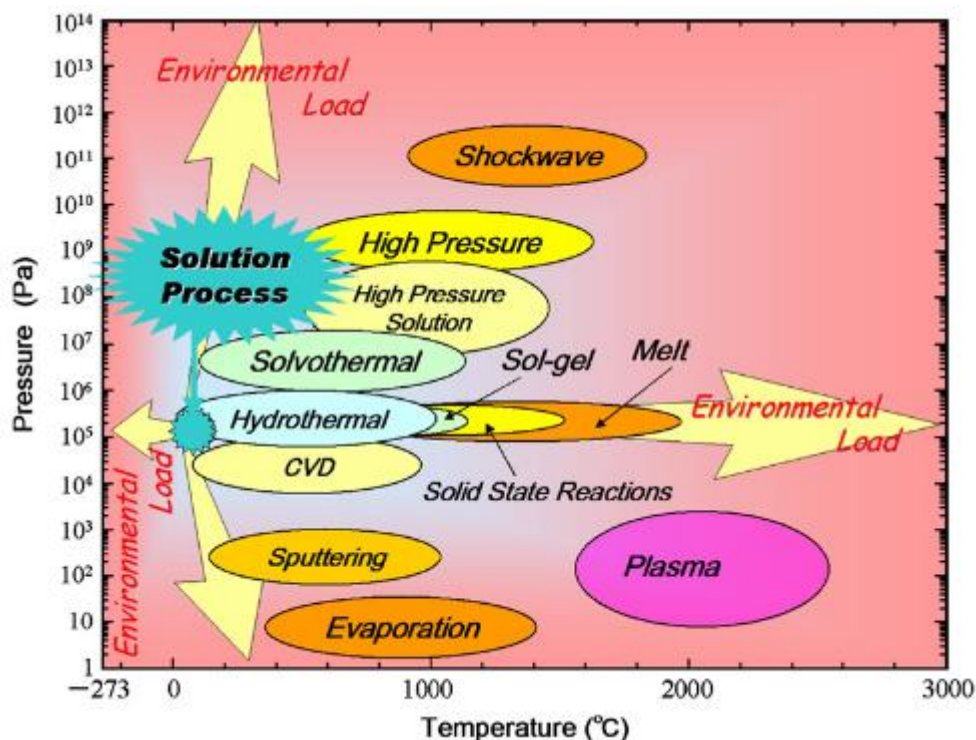 10¹⁴
10¹³
10¹²
10¹¹
10¹⁰
10⁹
10⁸
10⁷
10⁶
10⁵
10⁴
10³
10²
10
1
Pressure (Pa)
Environmental
Load
Shockwave
High Pressure
Solution
Process
High Pressure
Solution
Solvothermal
Sol-gel
Melt
Hydrothermal
Environmental
Load
CVD
Solid State Reactions
Environmental
Load
Sputtering
Plasma
Evaporation
−273
0
1000
2000
3000
Temperature (°C)